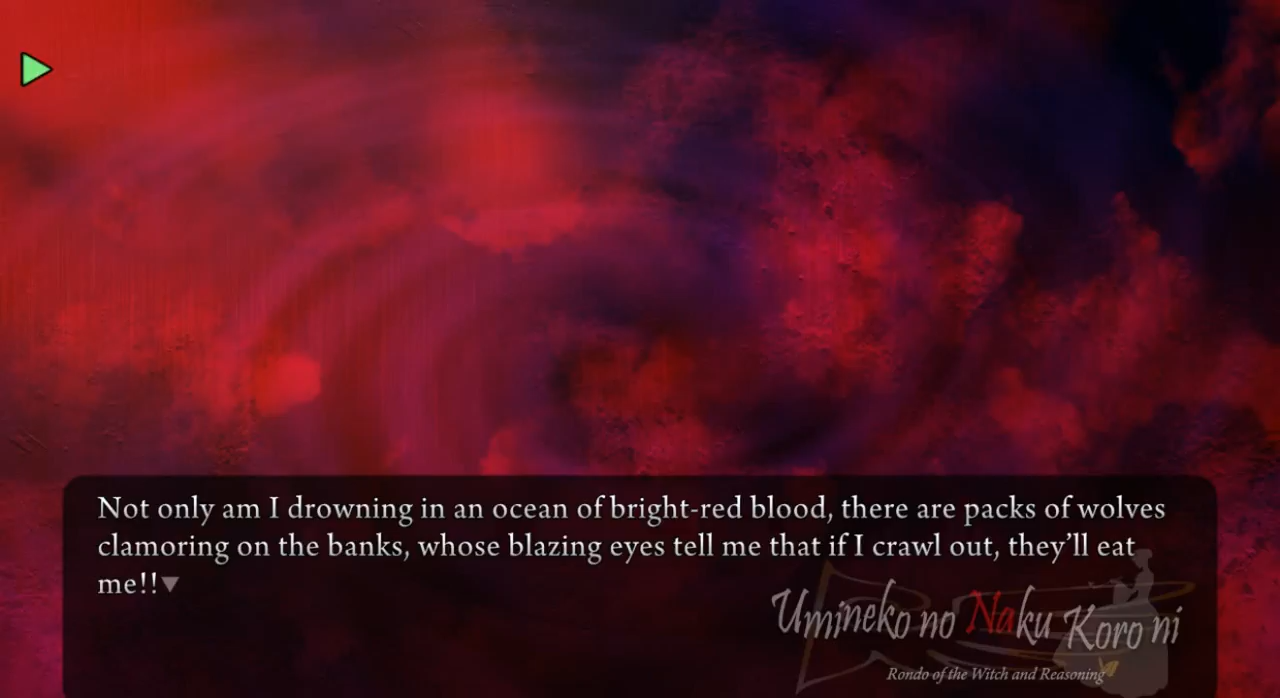 Not only am I drowning in an ocean of bright-red blood, there are packs of wolves
clamoring on the banks, whose blazing eyes tell me that if I crawl out, they'll eat
me!!
Umineko no Naku Koro ni
Rondo of the Witch and Reasoning